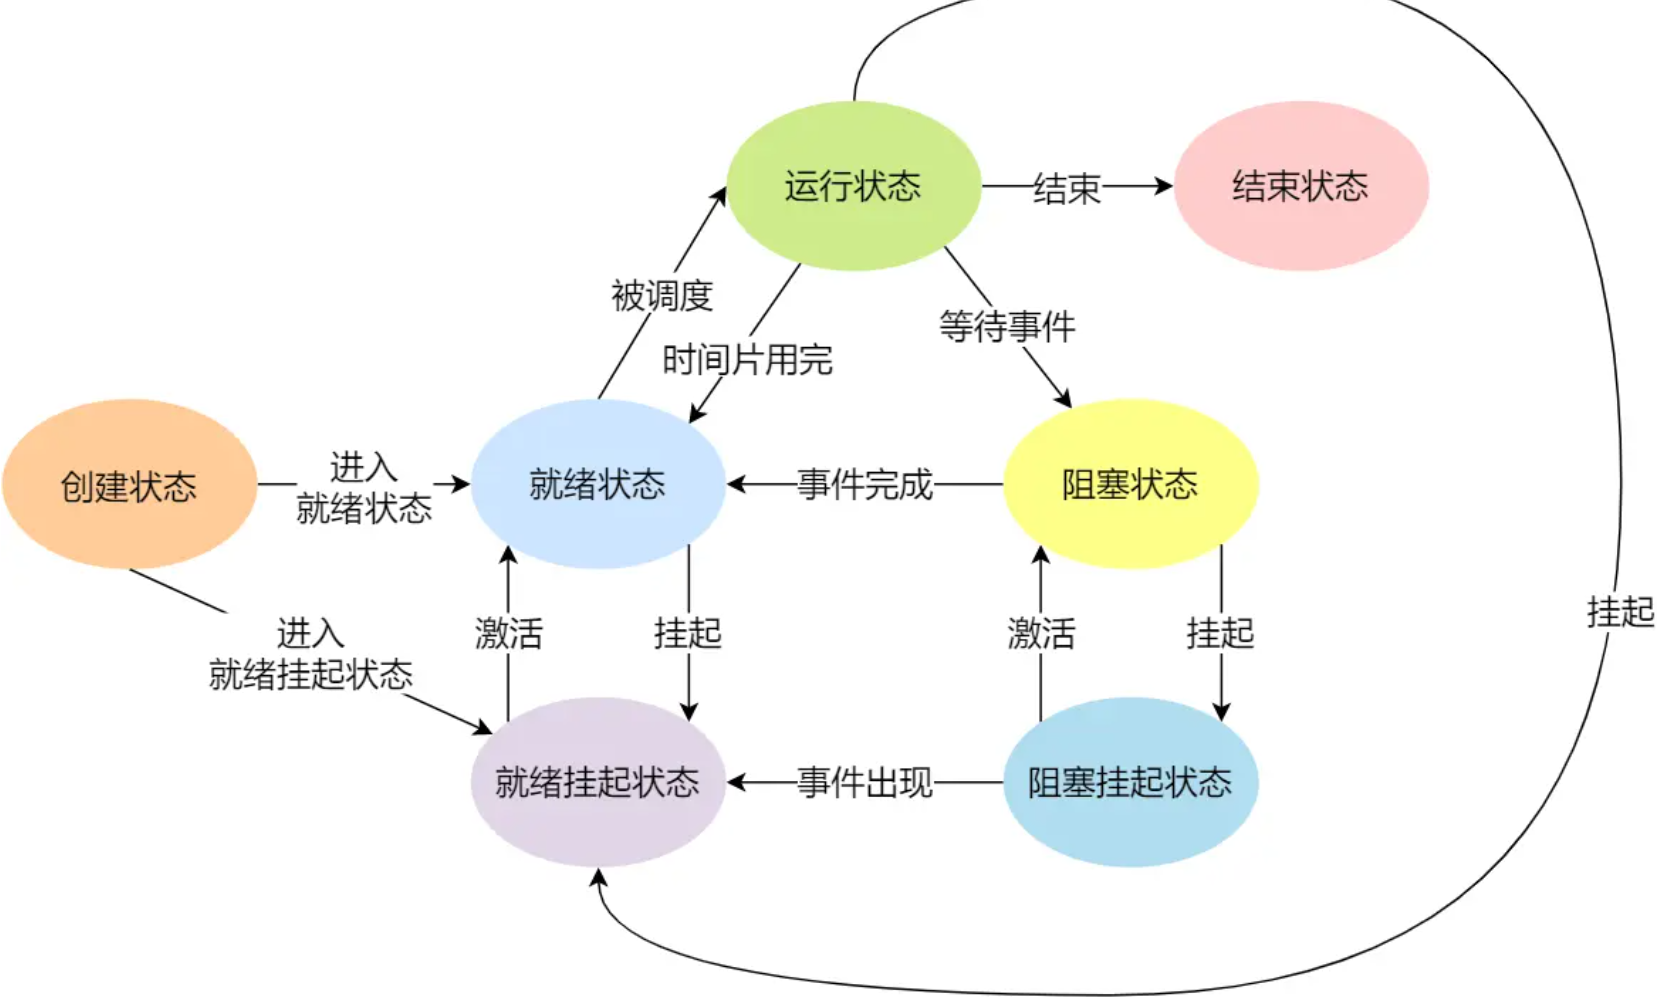 运行状态
结束
结束状态
被调度
等待事件
时间片用完
创建状态
进入
就绪状态
就绪状态
事件完成
阻塞状态
进入
就绪挂起状态
激活
挂起
激活
挂起
挂起
就绪挂起状态
事件出现
阻塞挂起状态